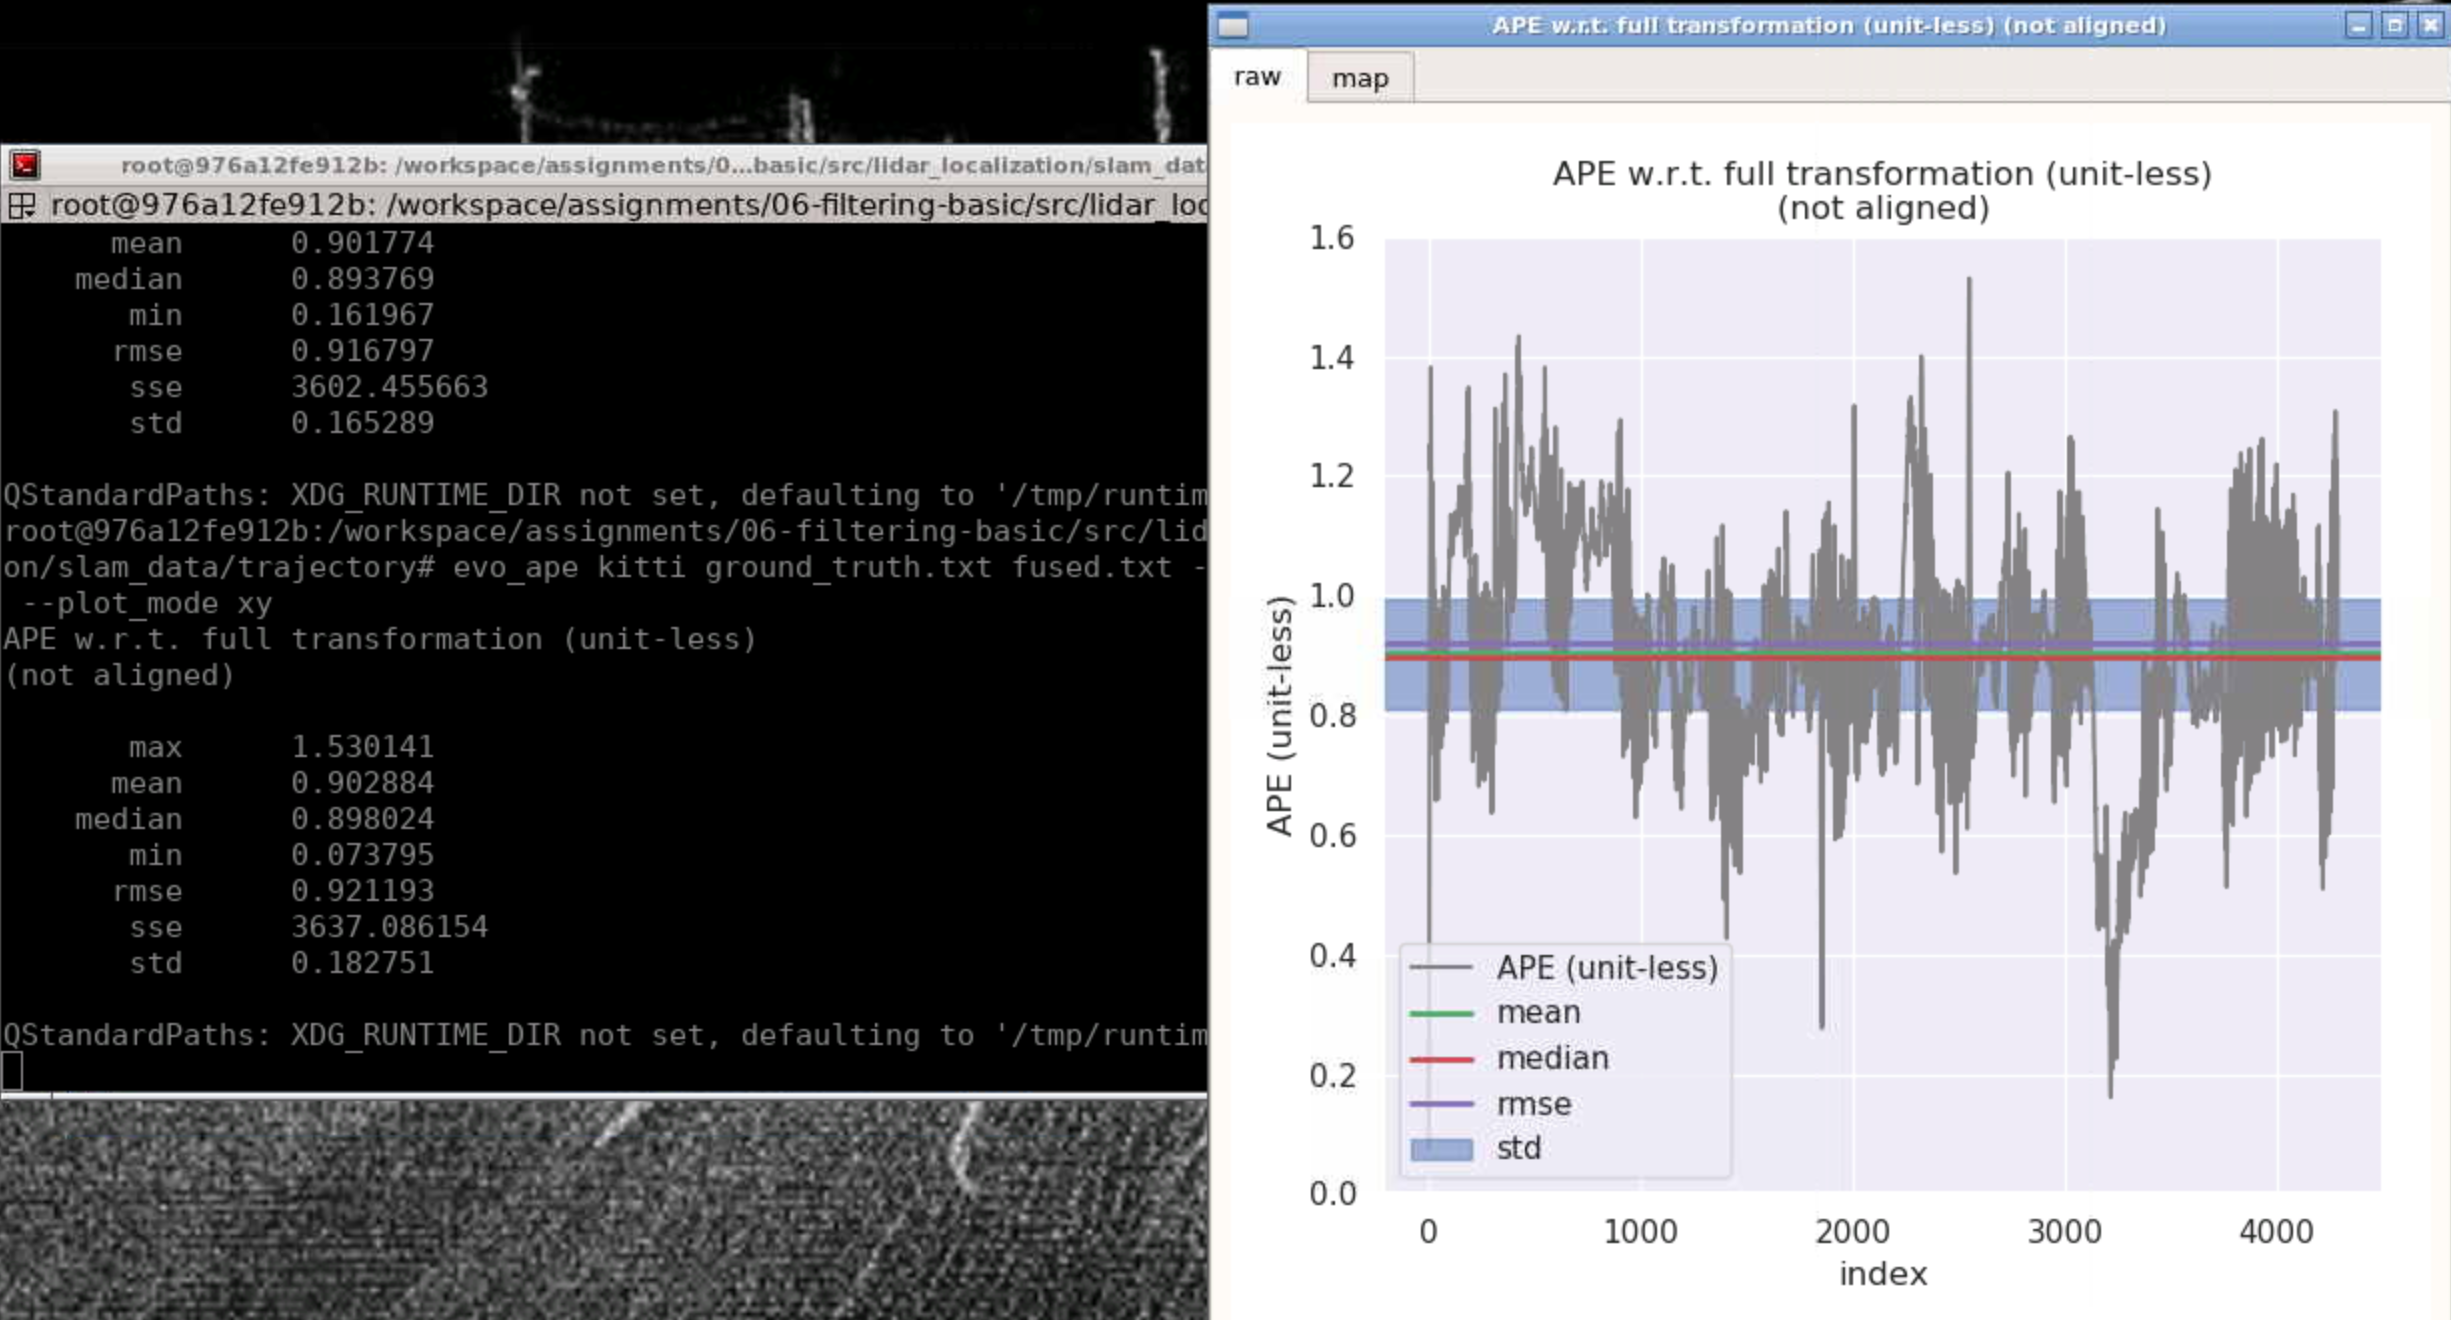 root@976a12fe912b: /workspace/assignments/0...basic/src/lidar_localization/slam_dat
root@976a12fe912b: /workspace/assignments/06-filtering-basic/src/lidar_loc
mean 0.901774
median 0.893769
min 0.161967
rmse 0.916797
sse 3602.455663
std 0.165289
QStandardPaths: XDG_RUNTIME_DIR not set, defaulting to '/tmp/runtim
root@976a12fe912b:/workspace/assignments/06-filtering-basic/src/lid
on/slam_data/trajectory# evo_ape kitti ground_truth.txt fused.txt -
--plot_mode xy
APE w.r.t. full transformation (unit-less)
(not aligned)
max 1.530141
mean 0.902884
median 0.898024
min 0.073795
rmse 0.921193
sse 3637.086154
std 0.182751
QStandardPaths: XDG_RUNTIME_DIR not set, defaulting to '/tmp/runtim
APE w.r.t. full transformation (unit-less) (not aligned)
raw map
APE w.r.t. full transformation (unit-less)
(not aligned)
APE (unit-less)
1.6
1.4
1.2
1.0
0.8
0.6
0.4
0.2
0.0
APE (unit-less)
mean
median
rmse
std
0 1000 2000 3000 4000
index